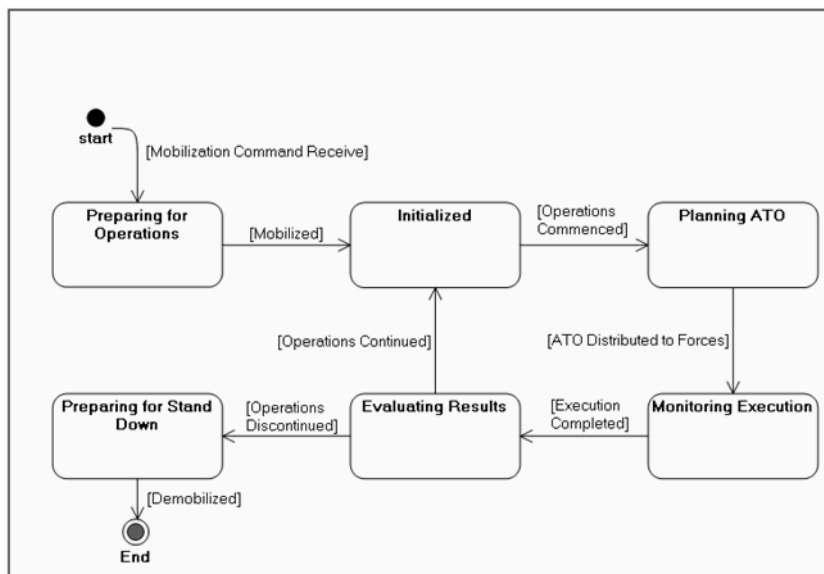 start
[Mobilization Command Receive]
Preparing for
Operations
[Mobilized]
Initialized
[Operations
Commenced]
Planning ATO
[Operations Continued]
[ATO Distributed to Forces]
Preparing for Stand
Down
[Operations
Discontinued]
Evaluating Results
[Execution
Completed]
Monitoring Execution
[Demobilized]
End